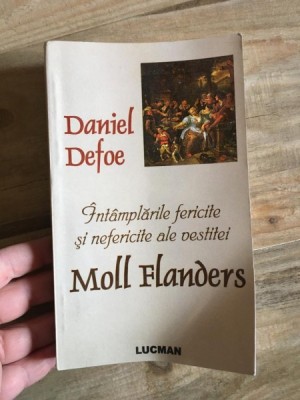 Daniel
Defoe
Întâmplările fericite
și nefericite ale vestitei
Moll Flanders
LUCMAN